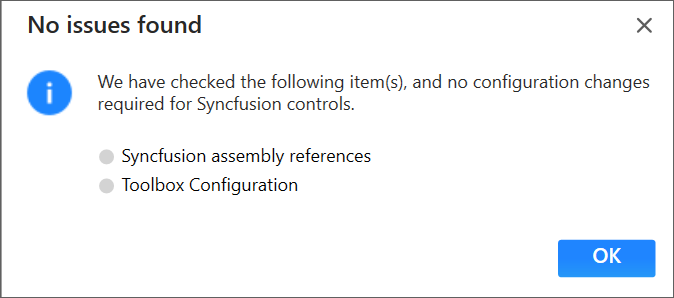 No issues found
We have checked the following item(s), and no configuration changes
required for Syncfusion controls.
Syncfusion assembly references
Toolbox Configuration
OK